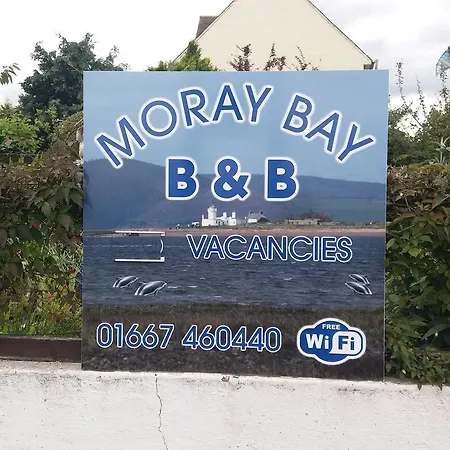 MORAY BAY
B & B
VACANCIES
01667 460440
FREE
WiFi